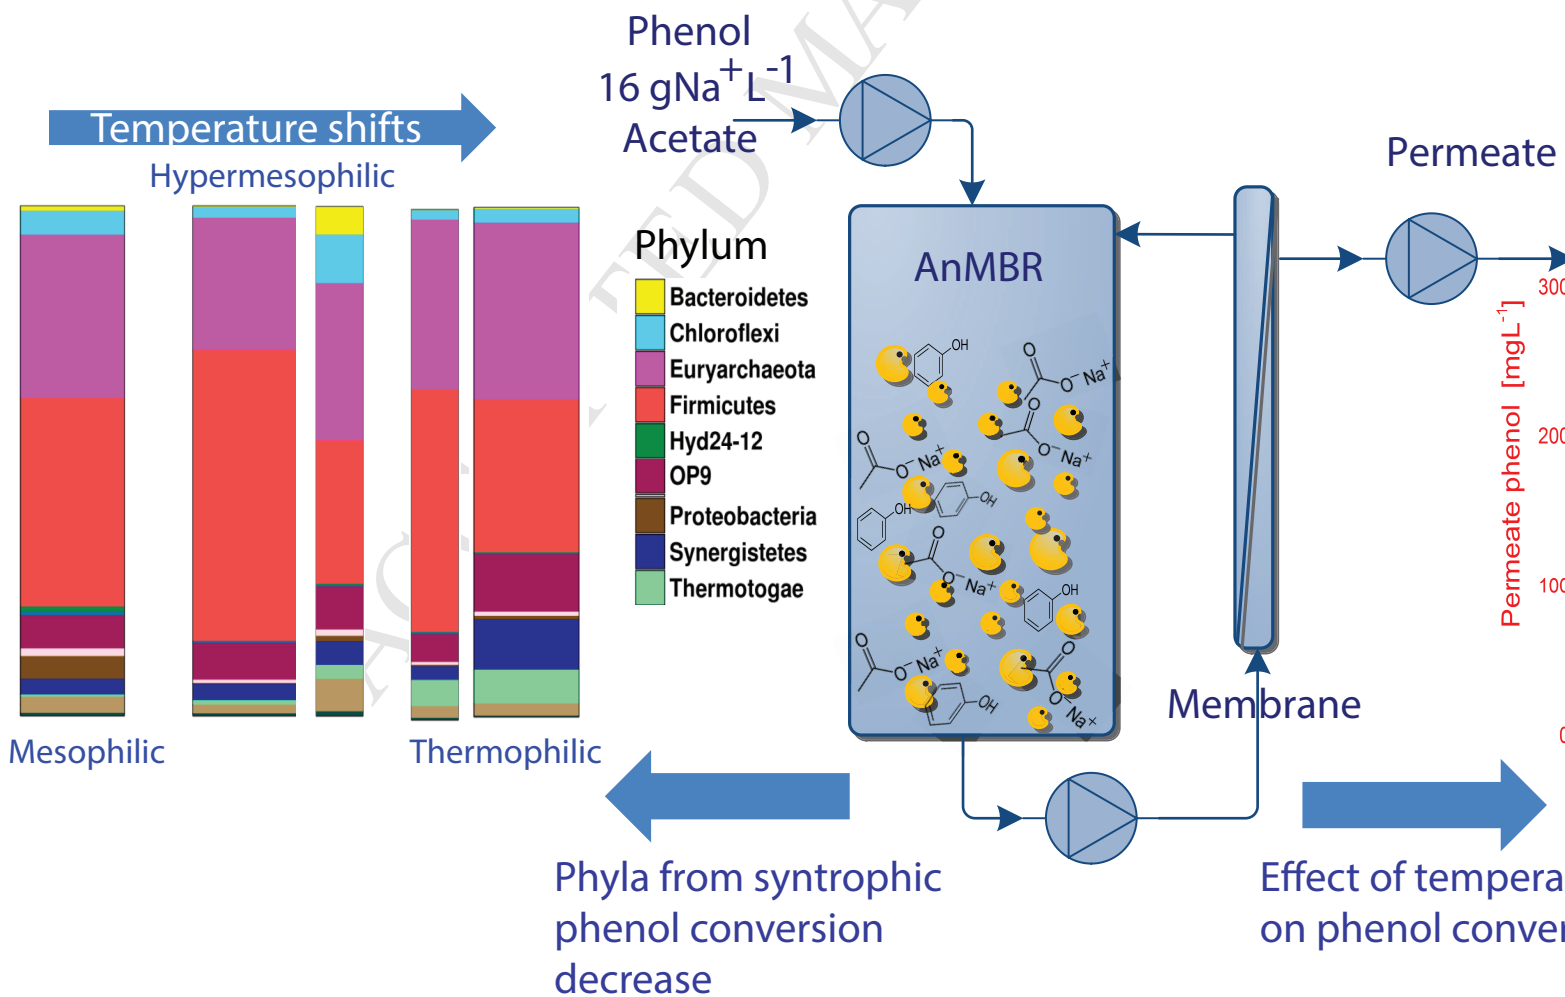 Phenol
16 gNa+L-1
Acetate
Temperature shifts
Hypermesophilic
Permeate
Phylum
Bacteroidetes
Chloroflexi
Euryarchaeota
Firmicutes
Hyd24-12
OP9
Proteobacteria
Synergistetes
Thermotogae
AnMBR
OH
Na+
O-
O
Permeate phenol [mgL-1]
300
200
100
0
Membrane
Mesophilic
Thermophilic
Phyla from syntrophic
phenol conversion
decrease
Effect of tempera
on phenol conver